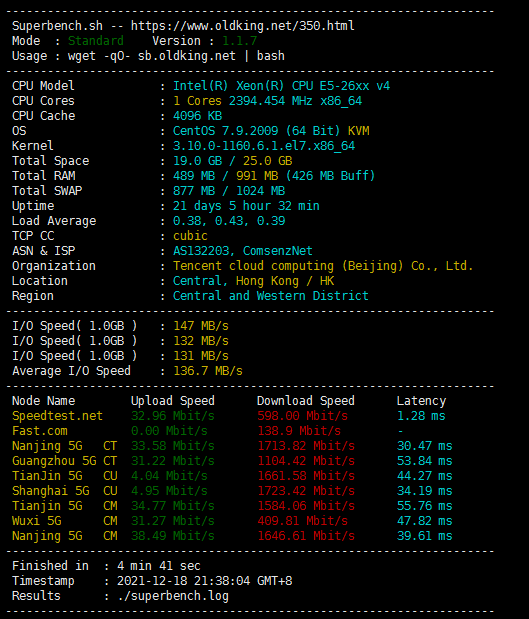 Superbench.sh -- https://www.oldking.net/350.html
Mode : Standard Version : 1.1.7
Usage : wget -qO- sb.oldking.net | bash
CPU Model : Intel(R) Xeon(R) CPU E5-26xx v4
CPU Cores : 1 Cores 2394.454 MHz x86_64
CPU Cache : 4096 KB
OS : CentOS 7.9.2009 (64 Bit) KVM
Kernel : 3.10.0-1160.6.1.el7.x86_64
Total Space : 19.0 GB / 25.0 GB
Total RAM : 489 MB / 991 MB (426 MB Buff)
Total SWAP : 877 MB / 1024 MB
Uptime : 21 days 5 hour 32 min
Load Average : 0.38, 0.43, 0.39
TCP CC : cubic
ASN & ISP : AS132203, ComsenzNet
Organization : Tencent cloud computing (Beijing) Co., Ltd.
Location : Central, Hong Kong / HK
Region : Central and Western District
I/O Speed( 1.0GB ) : 147 MB/s
I/O Speed( 1.0GB ) : 132 MB/s
I/O Speed( 1.0GB ) : 131 MB/s
Average I/O Speed : 136.7 MB/s
Node Name Upload Speed Download Speed Latency
Speedtest.net 32.96 Mbit/s 590.00 Mbit/s 1.28 ms
Fast.com 0.00 Mbit/s 138.9 Mbit/s -
Nanjing 5G CT 33.58 Mbit/s 1713.82 Mbit/s 30.47 ms
Guangzhou 5G CT 31.22 Mbit/s 1104.42 Mbit/s 53.84 ms
TianJin 5G CU 4.04 Mbit/s 1661.58 Mbit/s 44.27 ms
Shanghai 5G CU 4.95 Mbit/s 1723.42 Mbit/s 34.19 ms
Tianjin 5G CM 34.77 Mbit/s 1584.06 Mbit/s 55.76 ms
Wuxi 5G CM 31.27 Mbit/s 409.81 Mbit/s 47.82 ms
Nanjing 5G CM 38.49 Mbit/s 1646.61 Mbit/s 39.61 ms
Finished in : 4 min 41 sec
Timestamp : 2021-12-18 21:38:04 GMT+8
Results : ./superbench.log